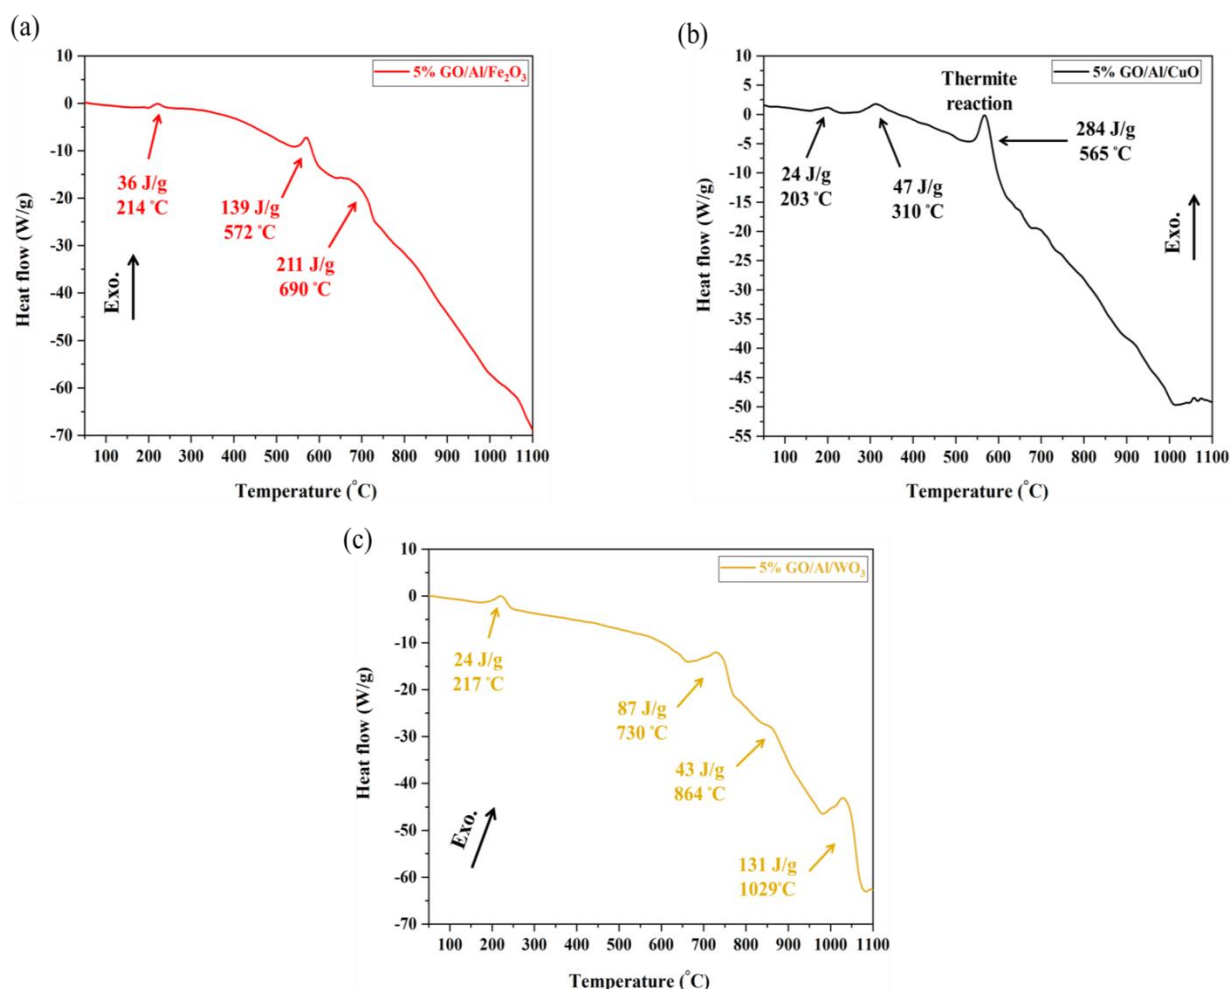 (a)
5% GO/Al/Fe₂O₃
10
0
-10
-20
-30
-40
-50
-60
-70
Heat flow (W/g)
36 J/g
214 °C
139 J/g
572 °C
211 J/g
690 °C
Exo.
100 200 300 400 500 600 700 800 900 1000 1100
Temperature (°C)
(b)
5% GO/Al/CuO
10
5
0
-5
-10
-15
-20
-25
-30
-35
-40
-45
-50
-55
Heat flow (W/g)
Thermite
reaction
24 J/g
203 °C
47 J/g
310 °C
284 J/g
565 °C
Exo.
100 200 300 400 500 600 700 800 900 1000 1100
Temperature (°C)
(c)
5% GO/Al/WO₃
10
0
-10
-20
-30
-40
-50
-60
-70
Heat flow (W/g)
24 J/g
217 °C
87 J/g
730 °C
43 J/g
864 °C
131 J/g
1029°C
Exo.
100 200 300 400 500 600 700 800 900 1000 1100
Temperature (°C)